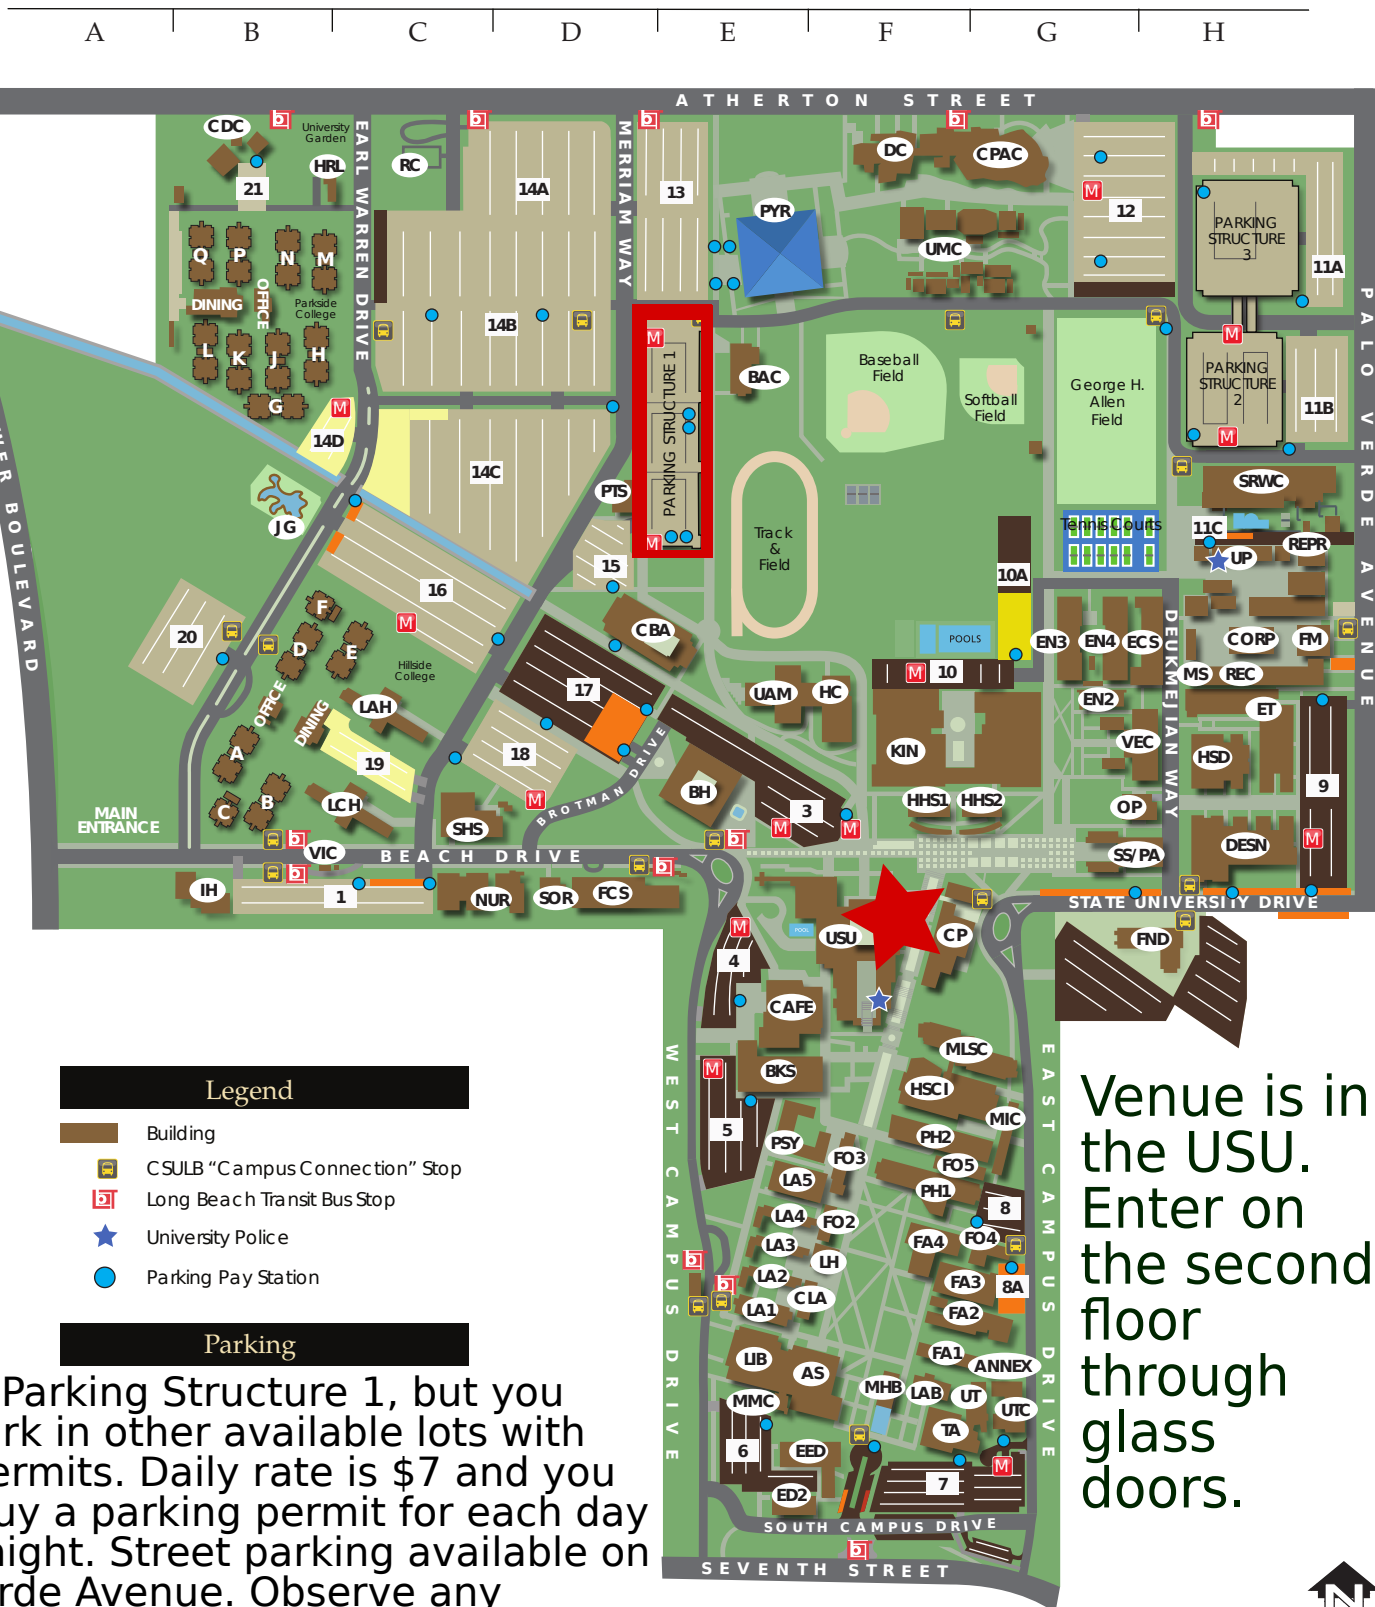 A B C D E F G H
ATHERTON STREET
CDC
University
Garden
HRL
RC
EARL WARREN DRIVE
MERRIAM WAY
21
14A
13
PYR
DC
CPAC
UMC
12
PARKING
STRUCTURE
3
11A
Q P N M
DINING
OFFICE
Parkside
College
L K J H
G
14B
14D
14C
PARKING STRUCTURE 1
BAC
Baseball
Field
Softball
Field
George H.
Allen
Field
PARKING
STRUCTURE
2
11B
PALO VERDE AVENUE
SRWC
PTS
JG
15
Track
&
Field
Tennis Courts
11C
UP
REPR
10A
16
20
F
D
E
OFFICE
Hillside
College
DINING
LAH
19
A
B
C
LCH
CBA
17
18
BROTMAN DRIVE
UAM
HC
POOLS
10
KIN
EN3
EN4
ECS
EN2
VEC
OP
DEUKMEJIAN WAY
CORP
FM
MS
REC
ET
HSD
9
DESN
BH
3
HHS1
HHS2
SS/PA
MAIN
ENTRANCE
SHS
VIC
BEACH DRIVE
IH
1
NUR
SOR
FCS
STATE UNIVERSITY DRIVE
FND
POOL
USU
CP
4
CAFE
BKS
5
WEST CAMPUS DRIVE
EAST CAMPUS DRIVE
MLSC
HSCI
MIC
PH2
FO5
PH1
8
PSY
FO3
LA5
LA4
FO2
LA3
LH
LA2
CLA
LA1
FA4
FO4
FA3
8A
FA2
FA1
ANNEX
LIB
AS
MMC
MHB
LAB
UT
UTC
TA
6
EED
ED2
7
SOUTH CAMPUS DRIVE
SEVENTH STREET
Legend
Building
CSULB “Campus Connection” Stop
Long Beach Transit Bus Stop
University Police
Parking Pay Station
Parking
Parking Structure 1, but you
rk in other available lots with
ermits. Daily rate is $7 and you
uy a parking permit for each day
night. Street parking available on
rde Avenue. Observe any
Venue is in
the USU.
Enter on
the second
floor
through
glass
doors.
N